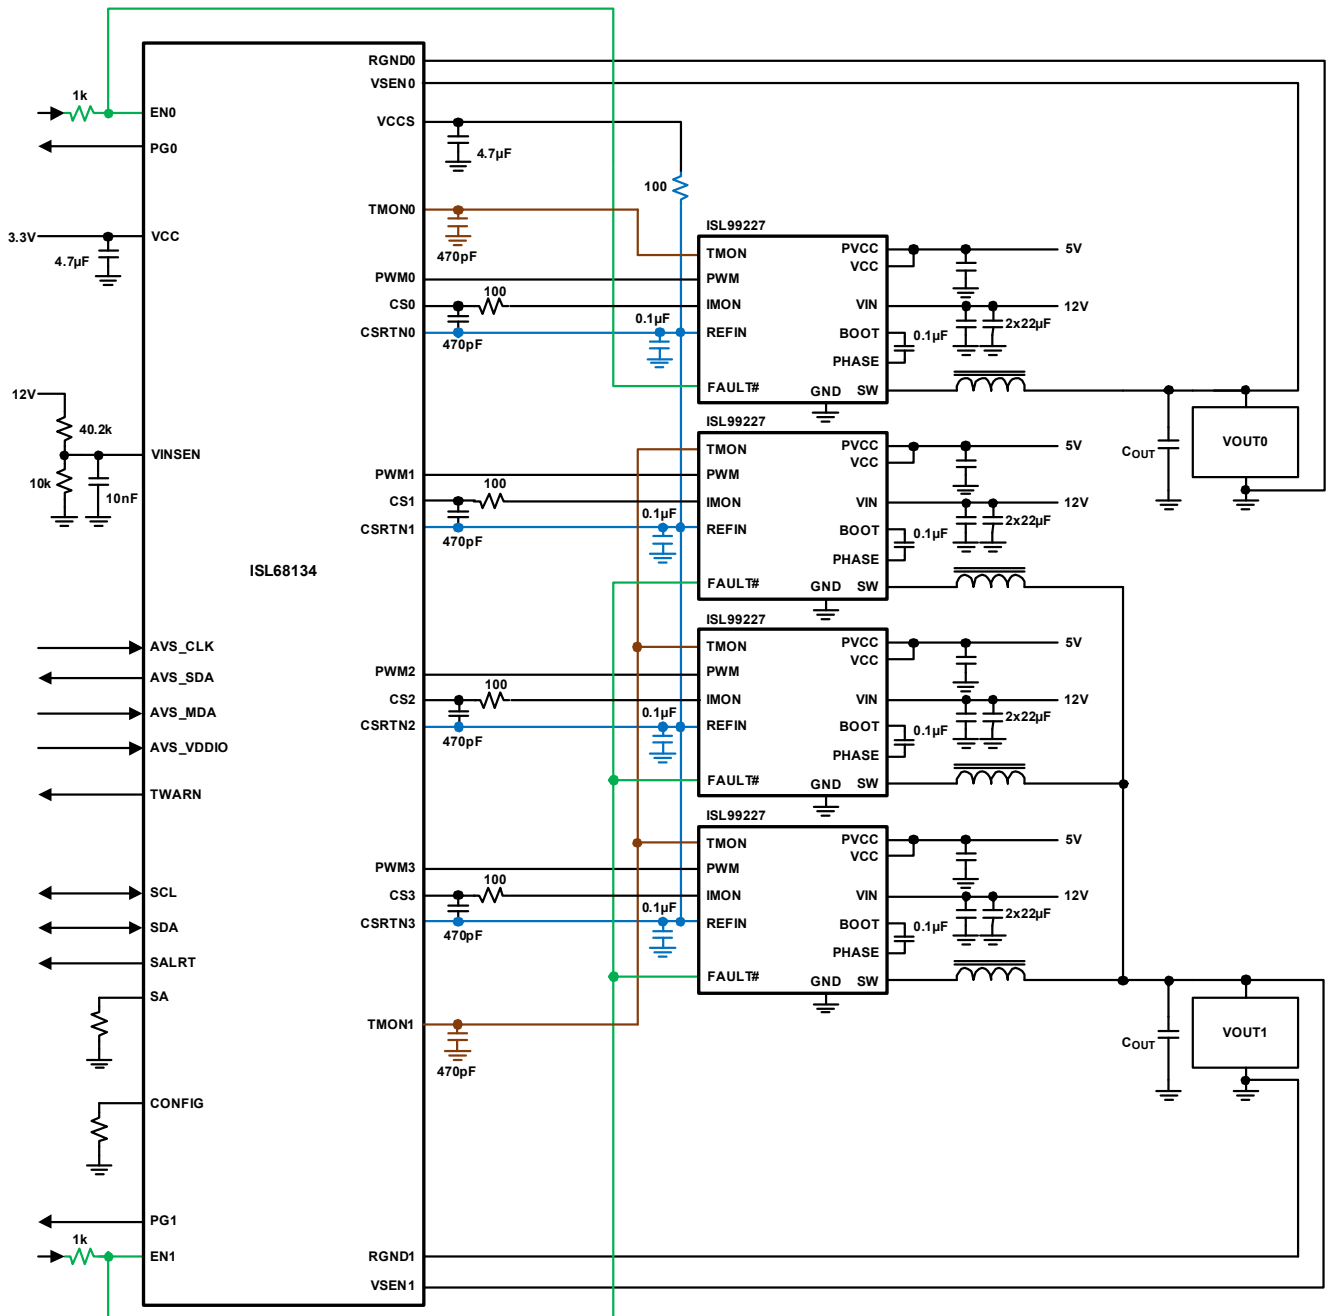 RGND0
VSEN0
1k
EN0
VCCS
PG0
4.7µF
100
TMON0
3.3V
VCC
4.7µF
470pF
ISL99227
TMON
PVCC
VCC
5V
PWM0
PWM
CS0
100
IMON
VIN
12V
CSRTN0
470pF
0.1µF
REFIN
BOOT
0.1µF
2x22µF
PHASE
FAULT#
GND
SW
12V
40.2k
VINSEN
10k
10nF
ISL99227
TMON
PVCC
VCC
5V
COUT
VOUT0
PWM1
PWM
CS1
100
IMON
VIN
12V
CSRTN1
470pF
0.1µF
REFIN
BOOT
0.1µF
2x22µF
PHASE
ISL68134
FAULT#
GND
SW
ISL99227
AVS_CLK
TMON
PVCC
VCC
5V
AVS_SDA
PWM2
PWM
CS2
100
IMON
VIN
12V
AVS_MDA
CSRTN2
470pF
0.1µF
REFIN
BOOT
0.1µF
2x22µF
AVS_VDDIO
PHASE
TWARN
FAULT#
GND
SW
ISL99227
TMON
PVCC
VCC
5V
PWM3
PWM
SCL
CS3
100
IMON
VIN
12V
CSRTN3
470pF
0.1µF
REFIN
BOOT
0.1µF
2x22µF
SDA
PHASE
SALRT
FAULT#
GND
SW
SA
TMON1
470pF
COUT
VOUT1
CONFIG
PG1
1k
EN1
RGND1
VSEN1